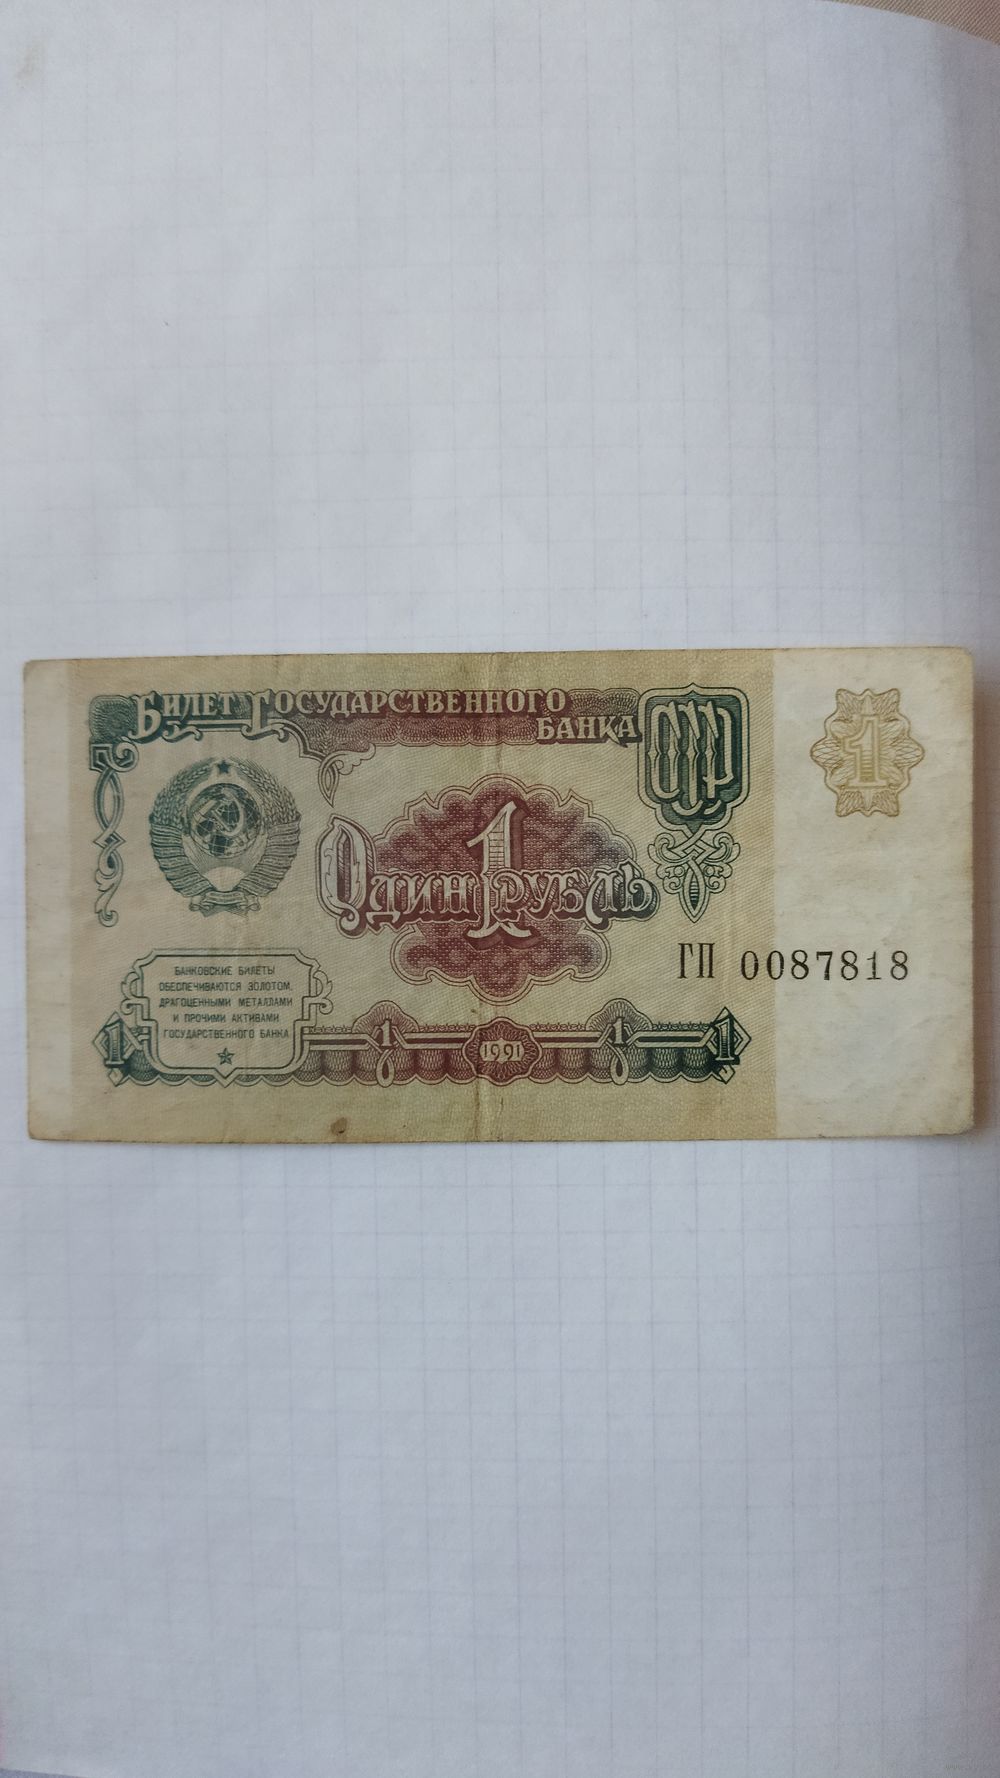 Билет Государственного
банка
СССР
1
Один 1 рубль
ГП 0087818
БАНКОВСКИЕ БИЛЕТЫ
ОБЕСПЕЧИВАЮТСЯ ЗОЛОТОМ,
ДРАГОЦЕННЫМИ МЕТАЛЛАМИ
И ПРОЧИМИ АКТИВАМИ
ГОСУДАРСТВЕННОГО БАНКА
1 1 1991 1 1